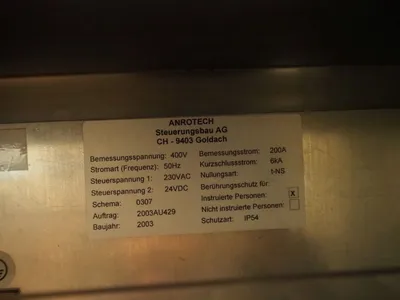 ANROTECH
Steuerungsbau AG
CH - 9403 Goldach
Bemessungsspannung: 400V Bemessungsstrom: 200A
Stromart (Frequenz): 50Hz Kurzschlussstrom: 6kA
Steuerspannung 1: 230VAC Nullungsart: 1-NS
Steuerspannung 2: 24VDC Berührungsschutz für:
Schema: 0307 Instruierte Personen: X
Auftrag: 2003AU429 Nicht instruierte Personen:
Baujahr: 2003 Schutzart: IP54